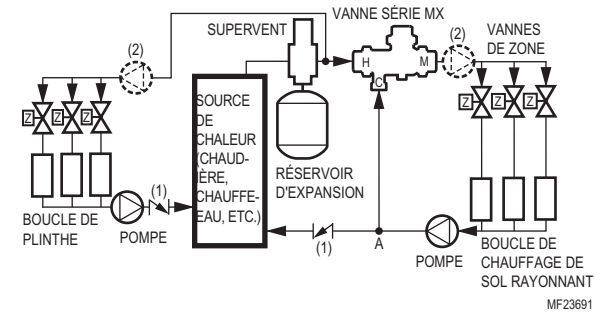 VANNE SÉRIE MX
SUPERVENT
VANNES
DE ZONE
(2)
(2)
H
M
C
Z
Z
Z
Z
Z
Z
SOURCE
DE
CHALEUR
(CHAUD-
IÈRE,
CHAUFFE-
EAU, ETC.)
RÉSERVOIR
D'EXPANSION
(1)
BOUCLE DE
PLINTHE
POMPE
(1)
A
POMPE
BOUCLE DE
CHAUFFAGE DE
SOL RAYONNANT
MF23691